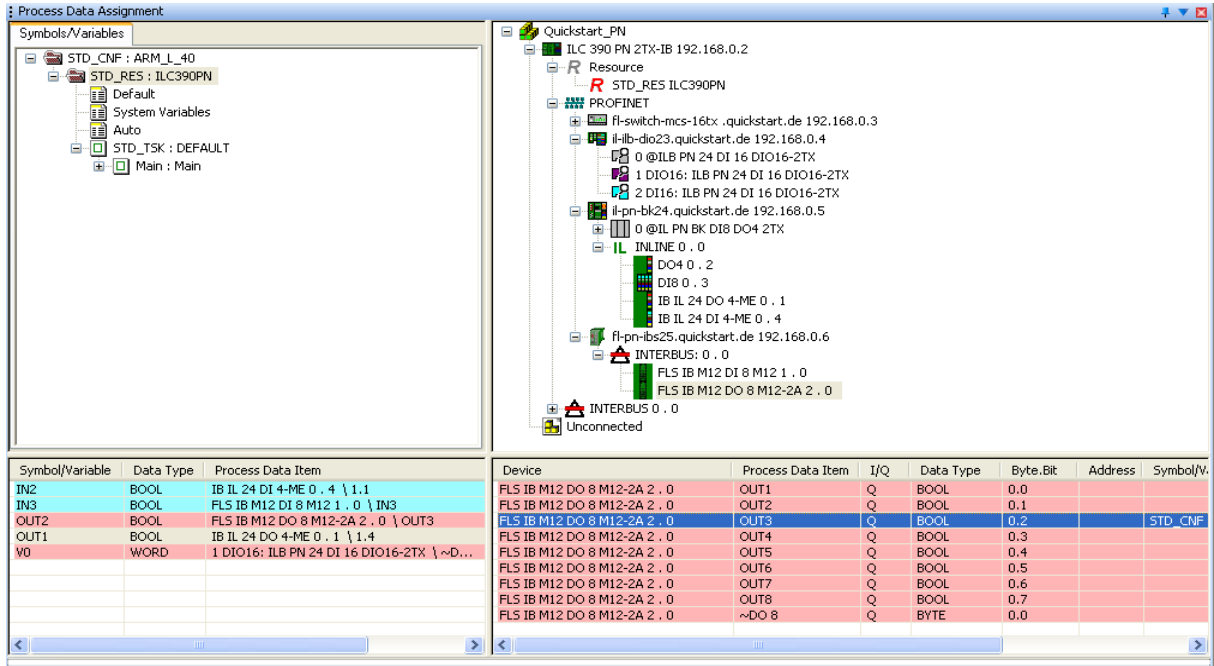 Process Data Assignment
Symbols/Variables
STD_CNF : ARM_L_40
STD_RES : ILC390PN
Default
System Variables
Auto
STD_TSK : DEFAULT
Main : Main
Quickstart_PN
ILC 390 PN 2TX-IB 192.168.0.2
R Resource
R STD_RES ILC390PN
PROFINET
fl-switch-mcs-16tx .quickstart.de 192.168.0.3
il-ilb-dio23.quickstart.de 192.168.0.4
0 @ILB PN 24 DI 16 DIO16-2TX
1 DIO16: ILB PN 24 DI 16 DIO16-2TX
2 DI16: ILB PN 24 DI 16 DIO16-2TX
il-pn-bk24.quickstart.de 192.168.0.5
0 @IL PN BK DI8 DO4 2TX
IL INLINE 0 . 0
DO4 0 . 2
DI8 0 . 3
IB IL 24 DO 4-ME 0 . 1
IB IL 24 DI 4-ME 0 . 4
fl-pn-ibs25.quickstart.de 192.168.0.6
INTERBUS: 0 . 0
FLS IB M12 DI 8 M12 1 . 0
FLS IB M12 DO 8 M12-2A 2 . 0
INTERBUS 0 . 0
Unconnected
Symbol/Variable Data Type Process Data Item
IN2 BOOL IB IL 24 DI 4-ME 0 . 4 \ 1.1
IN3 BOOL FLS IB M12 DI 8 M12 1 . 0 \ IN3
OUT2 BOOL FLS IB M12 DO 8 M12-2A 2 . 0 \ OUT3
OUT1 BOOL IB IL 24 DO 4-ME 0 . 1 \ 1.4
V0 WORD 1 DIO16: ILB PN 24 DI 16 DIO16-2TX \ ~D...
Device Process Data Item I/Q Data Type Byte.Bit Address Symbol/V.
FLS IB M12 DO 8 M12-2A 2 . 0 OUT1 Q BOOL 0.0
FLS IB M12 DO 8 M12-2A 2 . 0 OUT2 Q BOOL 0.1
FLS IB M12 DO 8 M12-2A 2 . 0 OUT3 Q BOOL 0.2 STD_CNF
FLS IB M12 DO 8 M12-2A 2 . 0 OUT4 Q BOOL 0.3
FLS IB M12 DO 8 M12-2A 2 . 0 OUT5 Q BOOL 0.4
FLS IB M12 DO 8 M12-2A 2 . 0 OUT6 Q BOOL 0.5
FLS IB M12 DO 8 M12-2A 2 . 0 OUT7 Q BOOL 0.6
FLS IB M12 DO 8 M12-2A 2 . 0 OUT8 Q BOOL 0.7
FLS IB M12 DO 8 M12-2A 2 . 0 ~DO 8 Q BYTE 0.0